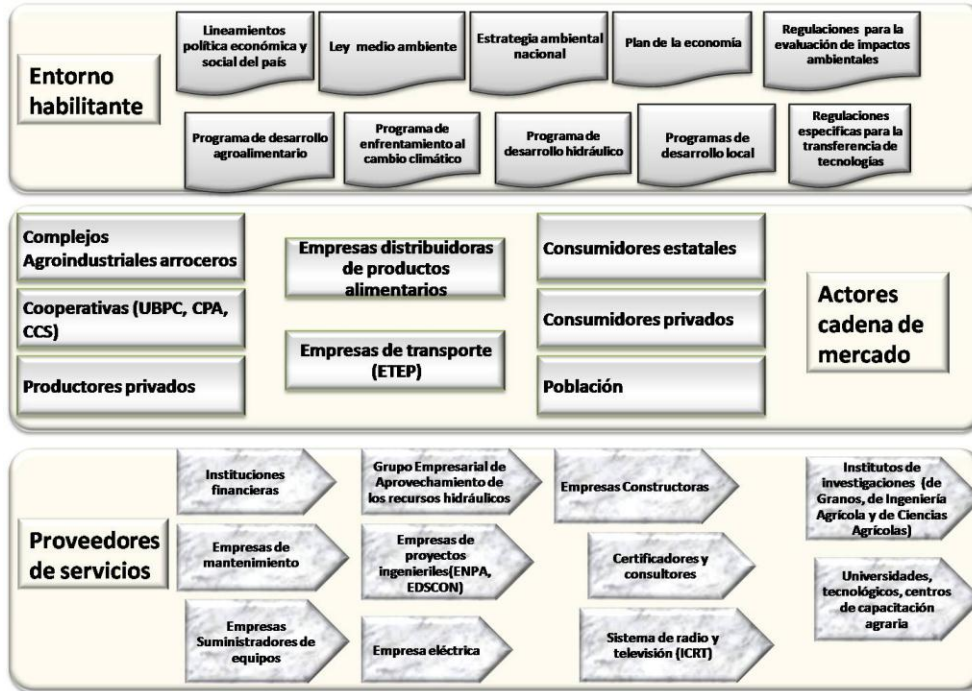 Entorno
habilitante
Lineamientos
política económica y
social del país
Ley medio ambiente
Estrategia ambiental
nacional
Plan de la economía
Regulaciones para la
evaluación de impactos
ambientales
Programa de desarrollo
agroalimentario
Programa de
enfrentamiento al
cambio climático
Programa de
desarrollo hidráulico
Programas de
desarrollo local
Regulaciones
especificas para la
transferencia de
tecnologías
Complejos
Agroindustriales arroceros
Cooperativas (UBPC, CPA,
CCS)
Productores privados
Empresas distribuidoras
de productos
alimentarios
Empresas de transporte
(ETEP)
Consumidores estatales
Consumidores privados
Población
Actores
cadena de
mercado
Proveedores
de servicios
Instituciones
financieras
Grupo Empresarial de
Aprovechamiento de
los recursos hidráulicos
Empresas Constructoras
Institutos de
investigaciones (de
Granos, de Ingeniería
Agrícola y de Ciencias
Agrícolas)
Empresas de
mantenimiento
Empresas de
proyectos
ingenieriles(ENPA,
EDSCON)
Certificadores y
consultores
Universidades,
tecnológicos, centros
de capacitación
agraria
Empresas
Suministradores de
equipos
Empresa eléctrica
Sistema de radio y
televisión (ICRT)